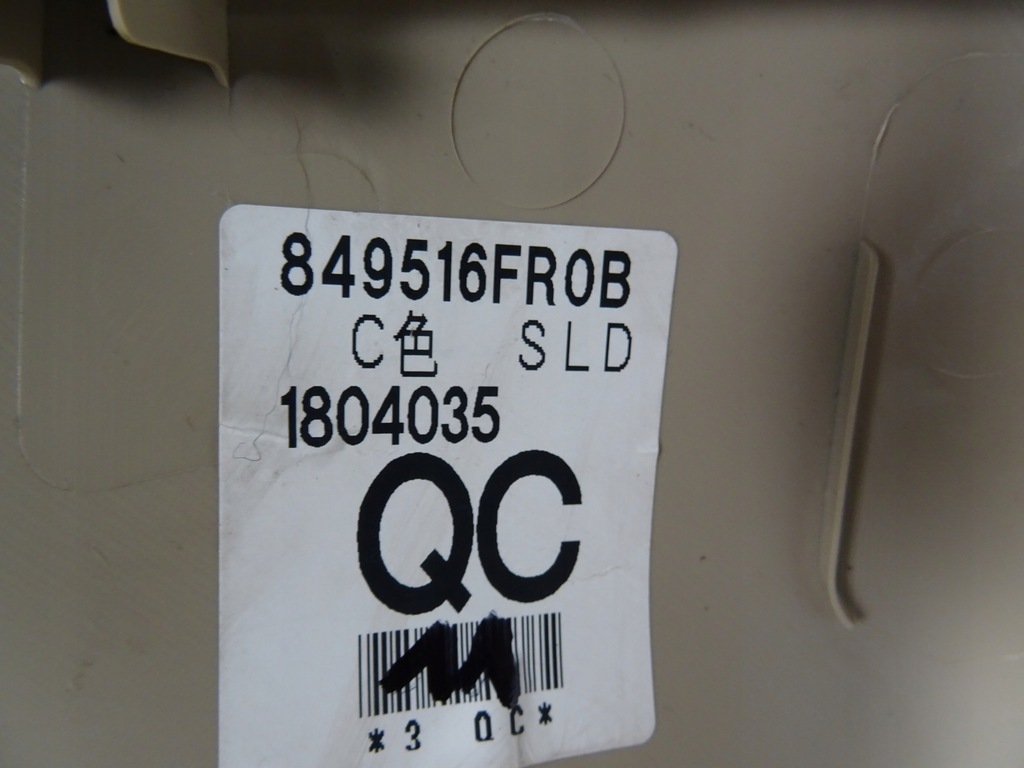 849516FR0B
C色 SLD
1804035
QC
*3 QC*